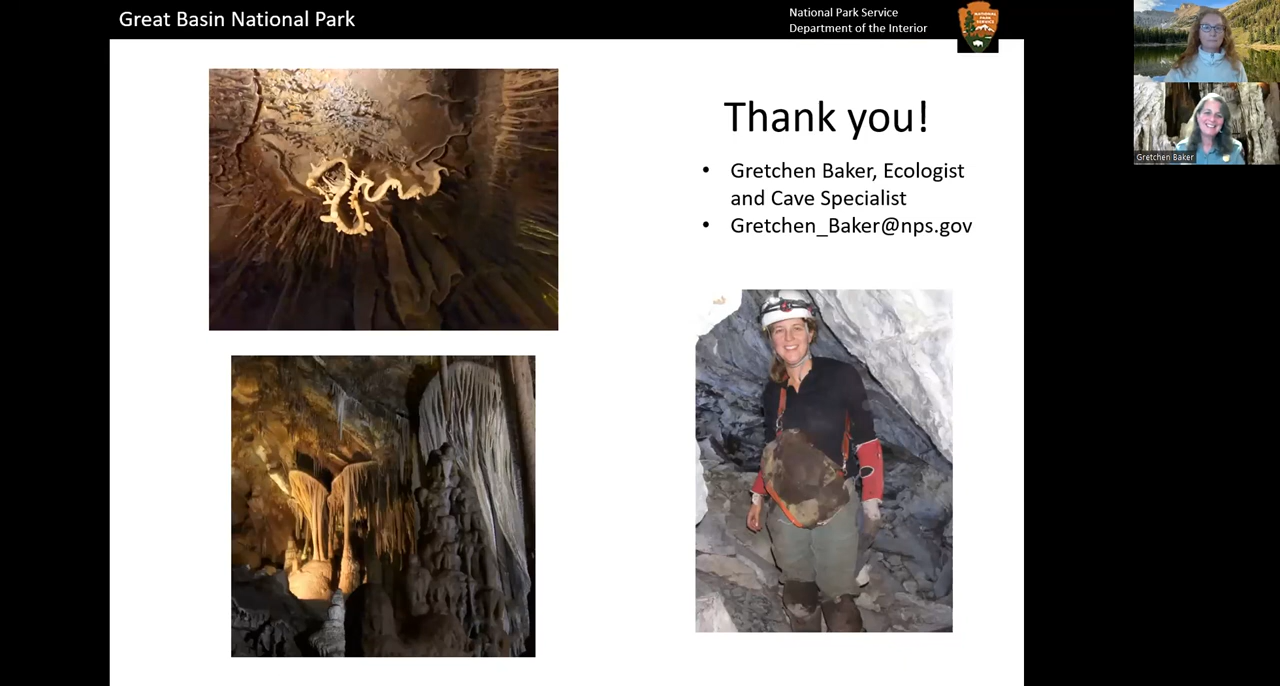 Great Basin National Park
National Park Service
Department of the Interior
Thank you!
• Gretchen Baker, Ecologist
and Cave Specialist
• Gretchen_Baker@nps.gov
Gretchen Baker